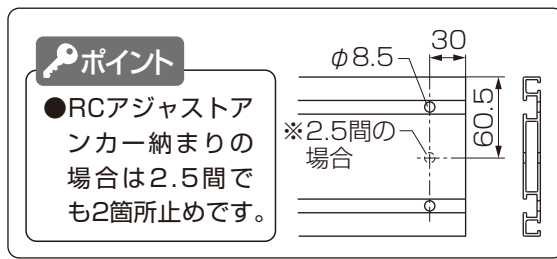 ポイント
●RCアジャストア
ンカー納まりの
場合は2.5間で
も2箇所止めです。
φ8.5
30
※2.5間の
場合
60.5